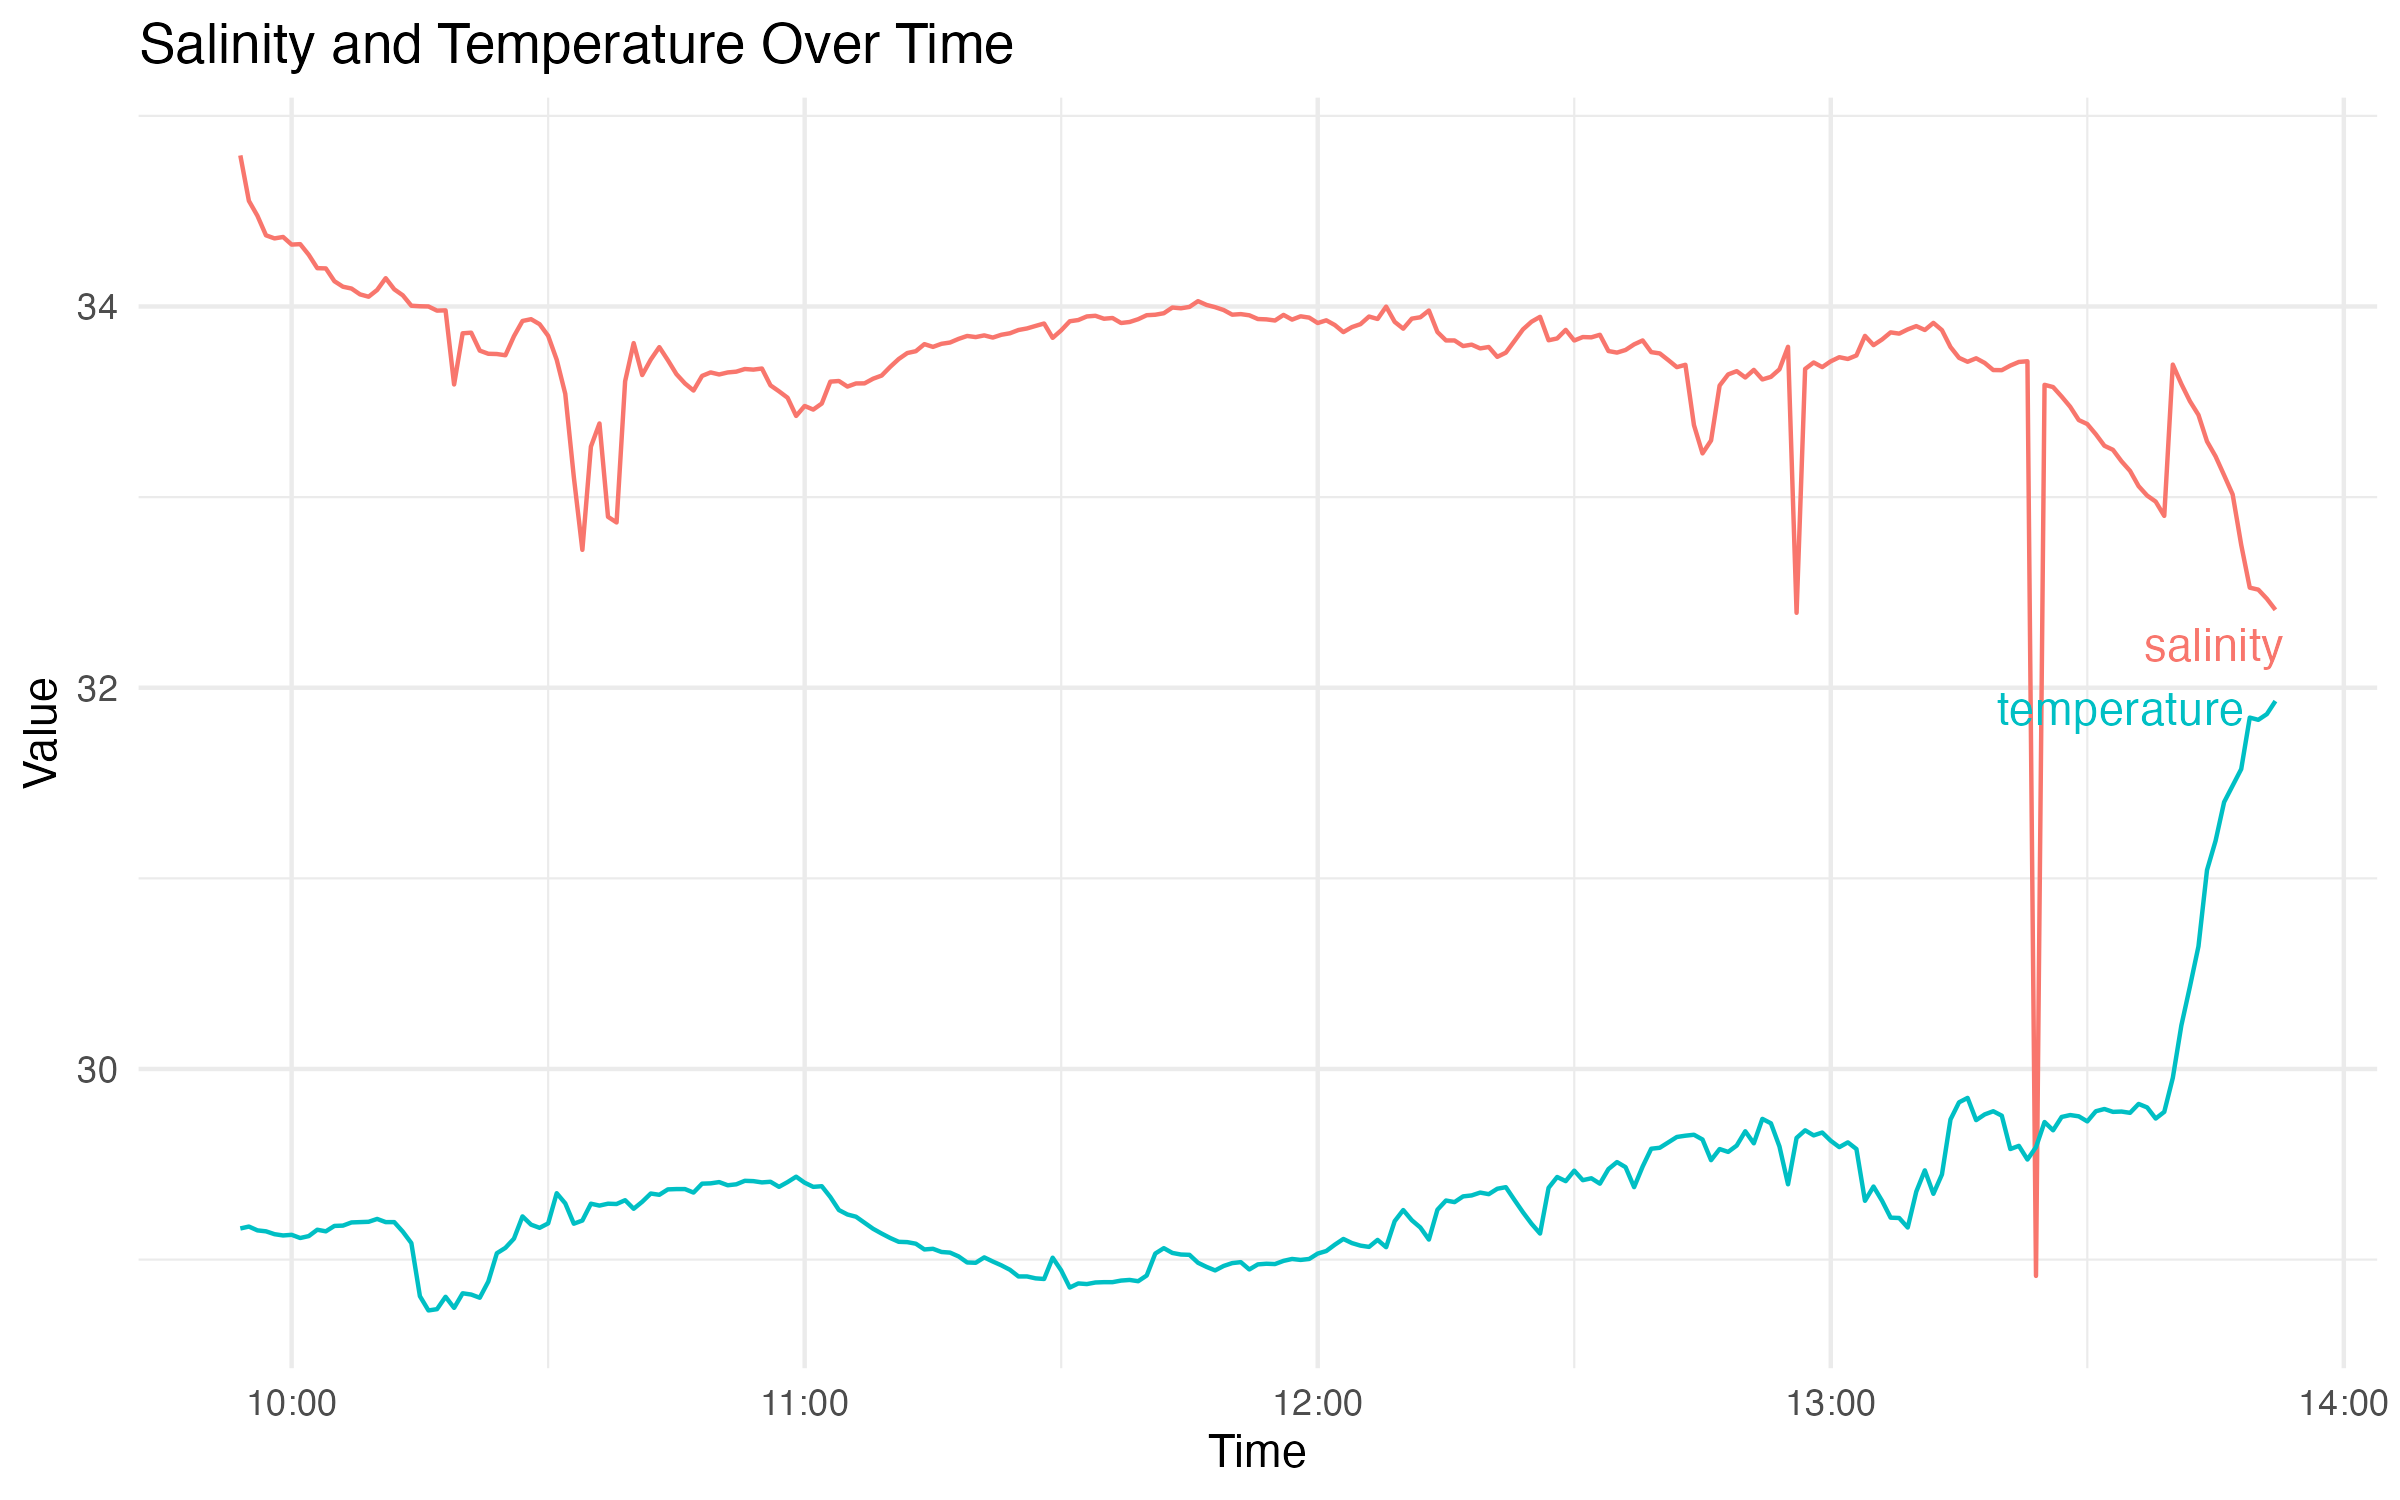 Salinity and Temperature Over Time
34
32
30
Value
salinity
temperature
10:00
11:00
12:00
13:00
14:00
Time